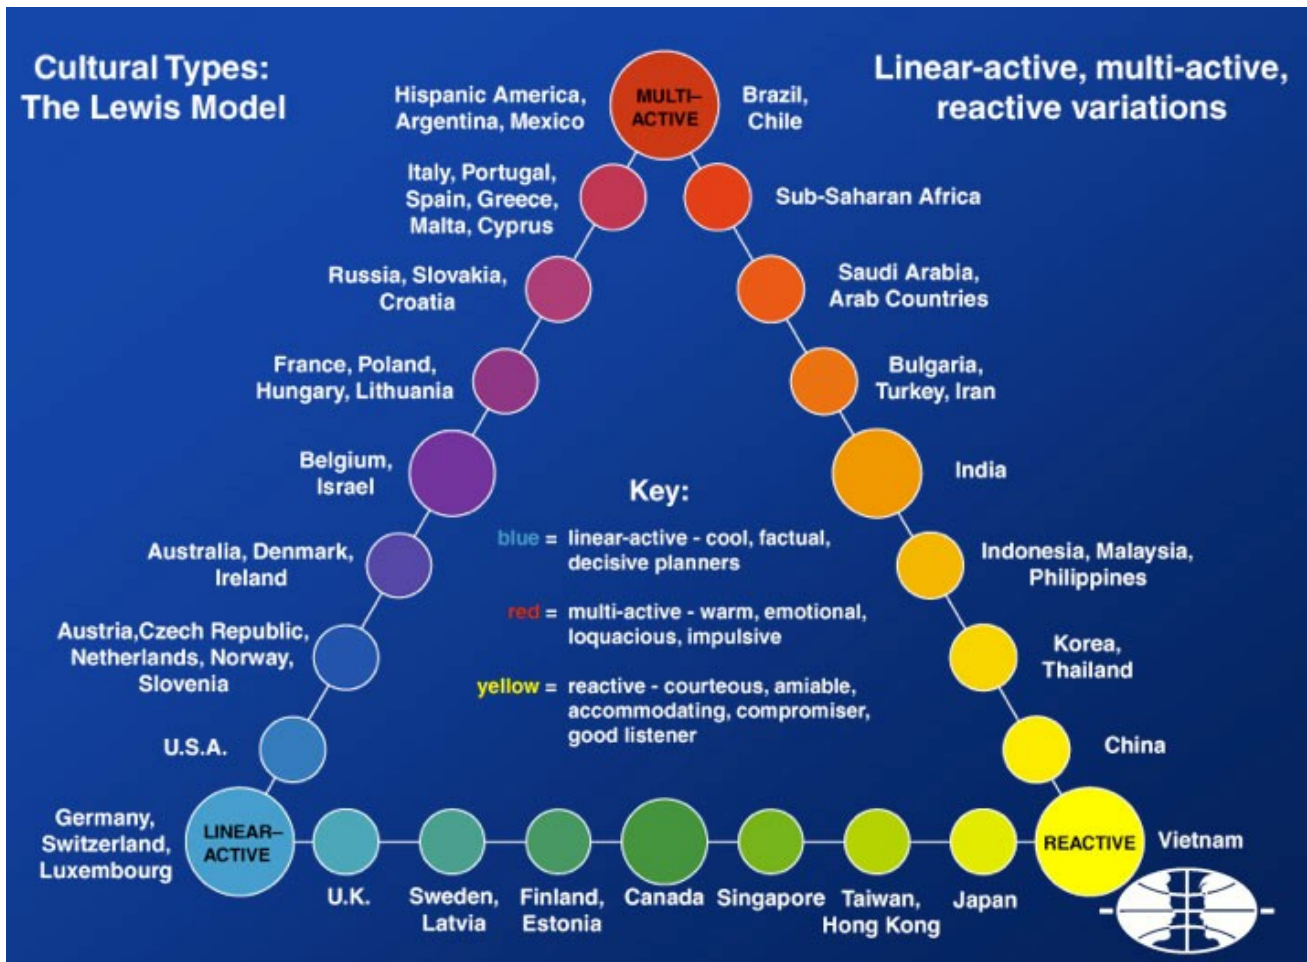 Cultural Types:
The Lewis Model
Linear-active, multi-active,
reactive variations
Hispanic America,
Argentina, Mexico
MULTI–
ACTIVE
Brazil,
Chile
Italy, Portugal,
Spain, Greece,
Malta, Cyprus
Sub-Saharan Africa
Russia, Slovakia,
Croatia
Saudi Arabia,
Arab Countries
France, Poland,
Hungary, Lithuania
Bulgaria,
Turkey, Iran
Belgium,
Israel
India
Key:
blue = linear-active - cool, factual,
decisive planners
red = multi-active - warm, emotional,
loquacious, impulsive
yellow = reactive - courteous, amiable,
accommodating, compromiser,
good listener
Australia, Denmark,
Ireland
Indonesia, Malaysia,
Philippines
Austria,Czech Republic,
Netherlands, Norway,
Slovenia
Korea,
Thailand
U.S.A.
China
Germany,
Switzerland,
Luxembourg
LINEAR–
ACTIVE
REACTIVE
Vietnam
U.K.
Sweden,
Latvia
Finland,
Estonia
Canada
Singapore
Taiwan,
Hong Kong
Japan